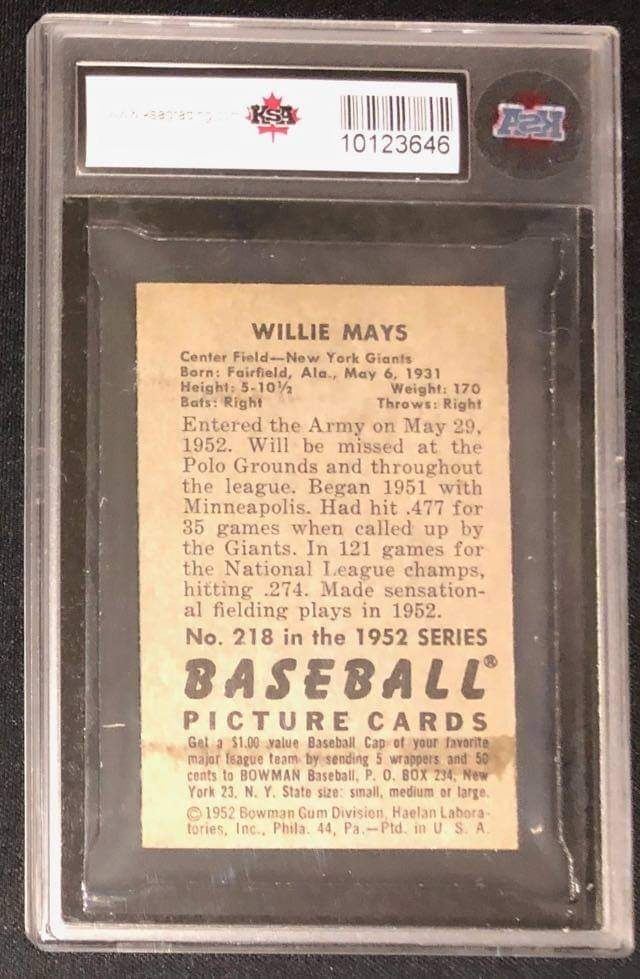 KSA
10123646
KSA
WILLIE MAYS
Center Field—New York Giants
Born: Fairfield, Ala., May 6, 1931
Height: 5-10½ Weight: 170
Bats: Right Throws: Right
Entered the Army on May 29,
1952. Will be missed at the
Polo Grounds and throughout
the league. Began 1951 with
Minneapolis. Had hit .477 for
35 games when called up by
the Giants. In 121 games for
the National League champs,
hitting .274. Made sensation-
al fielding plays in 1952.
No. 218 in the 1952 SERIES
BASEBALL®
PICTURE CARDS
Get a $1.00 value Baseball Cap of your favorite
major league team by sending 5 wrappers and 50
cents to BOWMAN Baseball, P. O. BOX 234, New
York 23, N. Y. State size: small, medium or large.
© 1952 Bowman Gum Division, Haelan Labora-
tories, Inc., Phila. 44, Pa.—Ptd. in U. S. A.